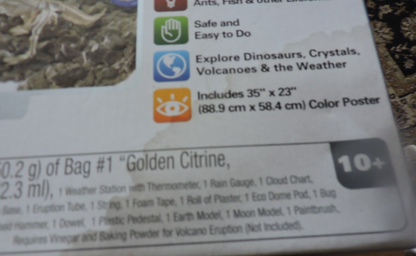 Ants, Fish & other
Safe and
Easy to Do
Explore Dinosaurs, Crystals,
Volcanoes & the Weather
Includes 35" x 23"
(88.9 cm x 58.4 cm) Color Poster
0.2 g) of Bag #1 "Golden Citrine,
10+
2.3 ml), 1 Weather Station with Thermometer, 1 Rain Gauge, 1 Cloud Chart,
Base, 1 Eruption Tube, 1 String, 1 Foam Tape, 1 Roll of Plaster, 1 Eco Dome Pod, 1 Bug
Hammer, 1 Dowel, 1 Plastic Pedestal, 1 Earth Model, 1 Moon Model, 1 Paintbrush,
Requires Vinegar and Baking Powder for Volcano Eruption (Not Included).